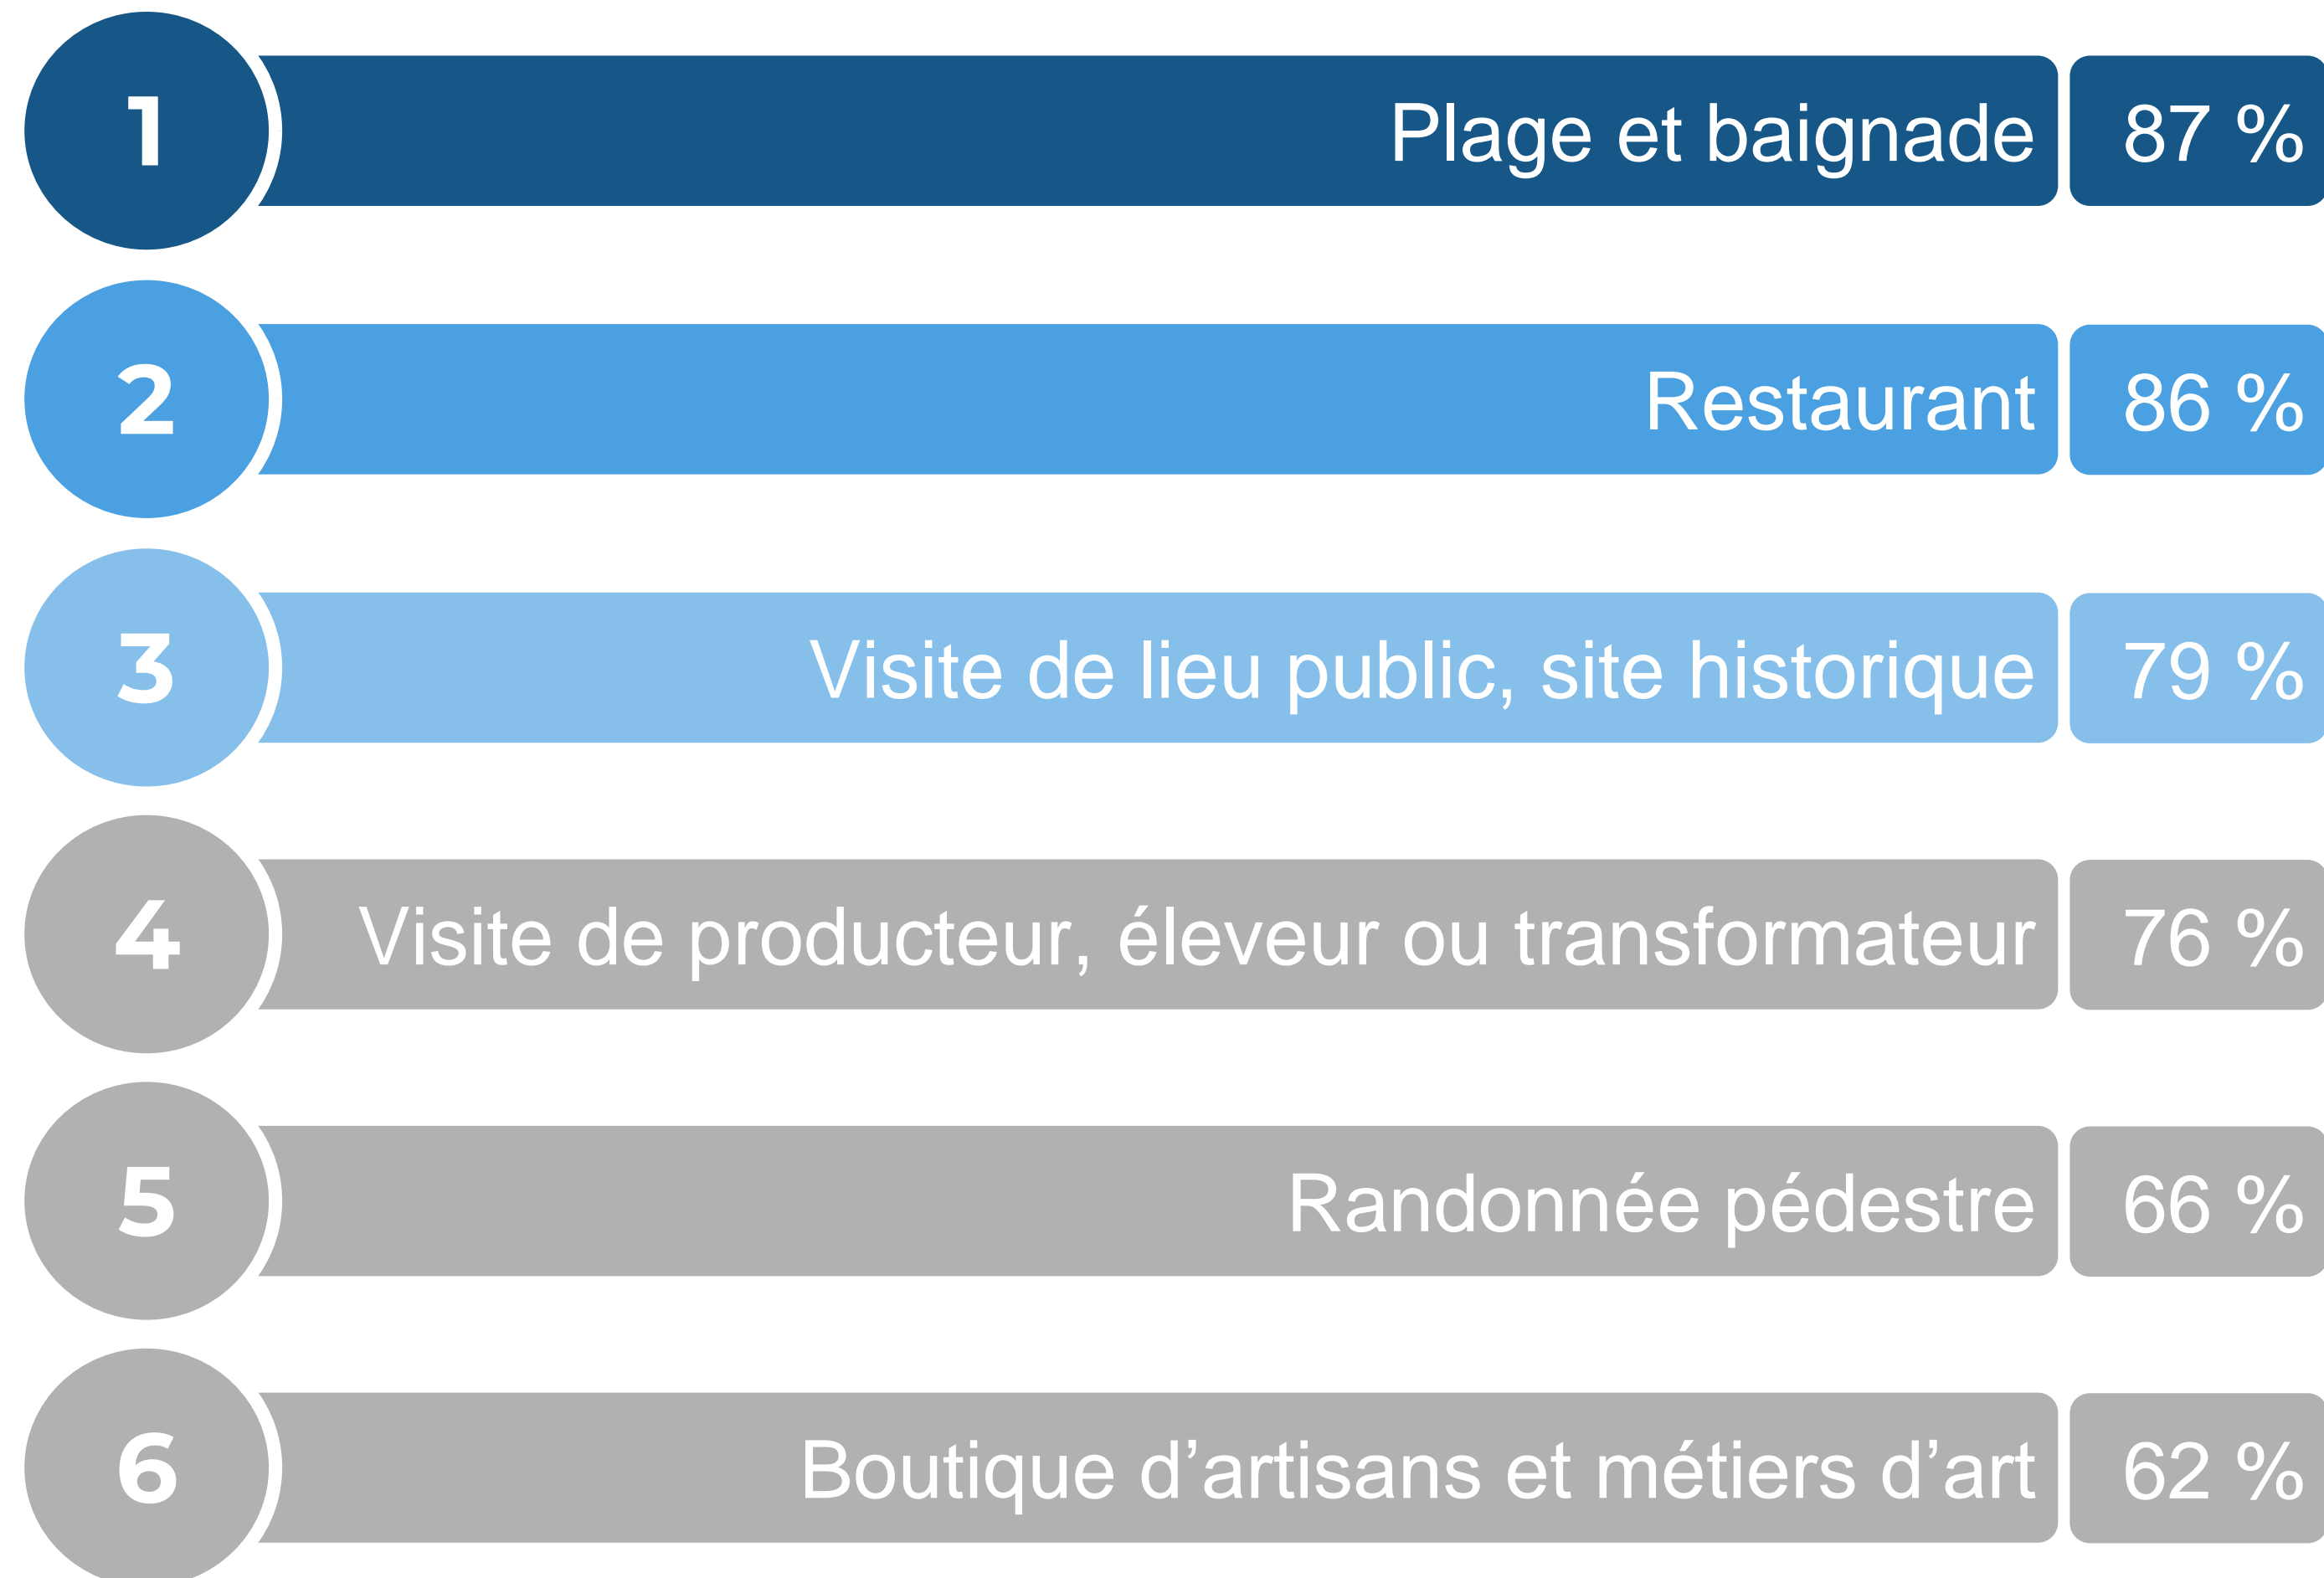 1 Plage et baignade 87 %
2 Restaurant 86 %
3 Visite de lieu public, site historique 79 %
4 Visite de producteur, éleveur ou transformateur 76 %
5 Randonnée pédestre 66 %
6 Boutique d’artisans et métiers d’art 62 %